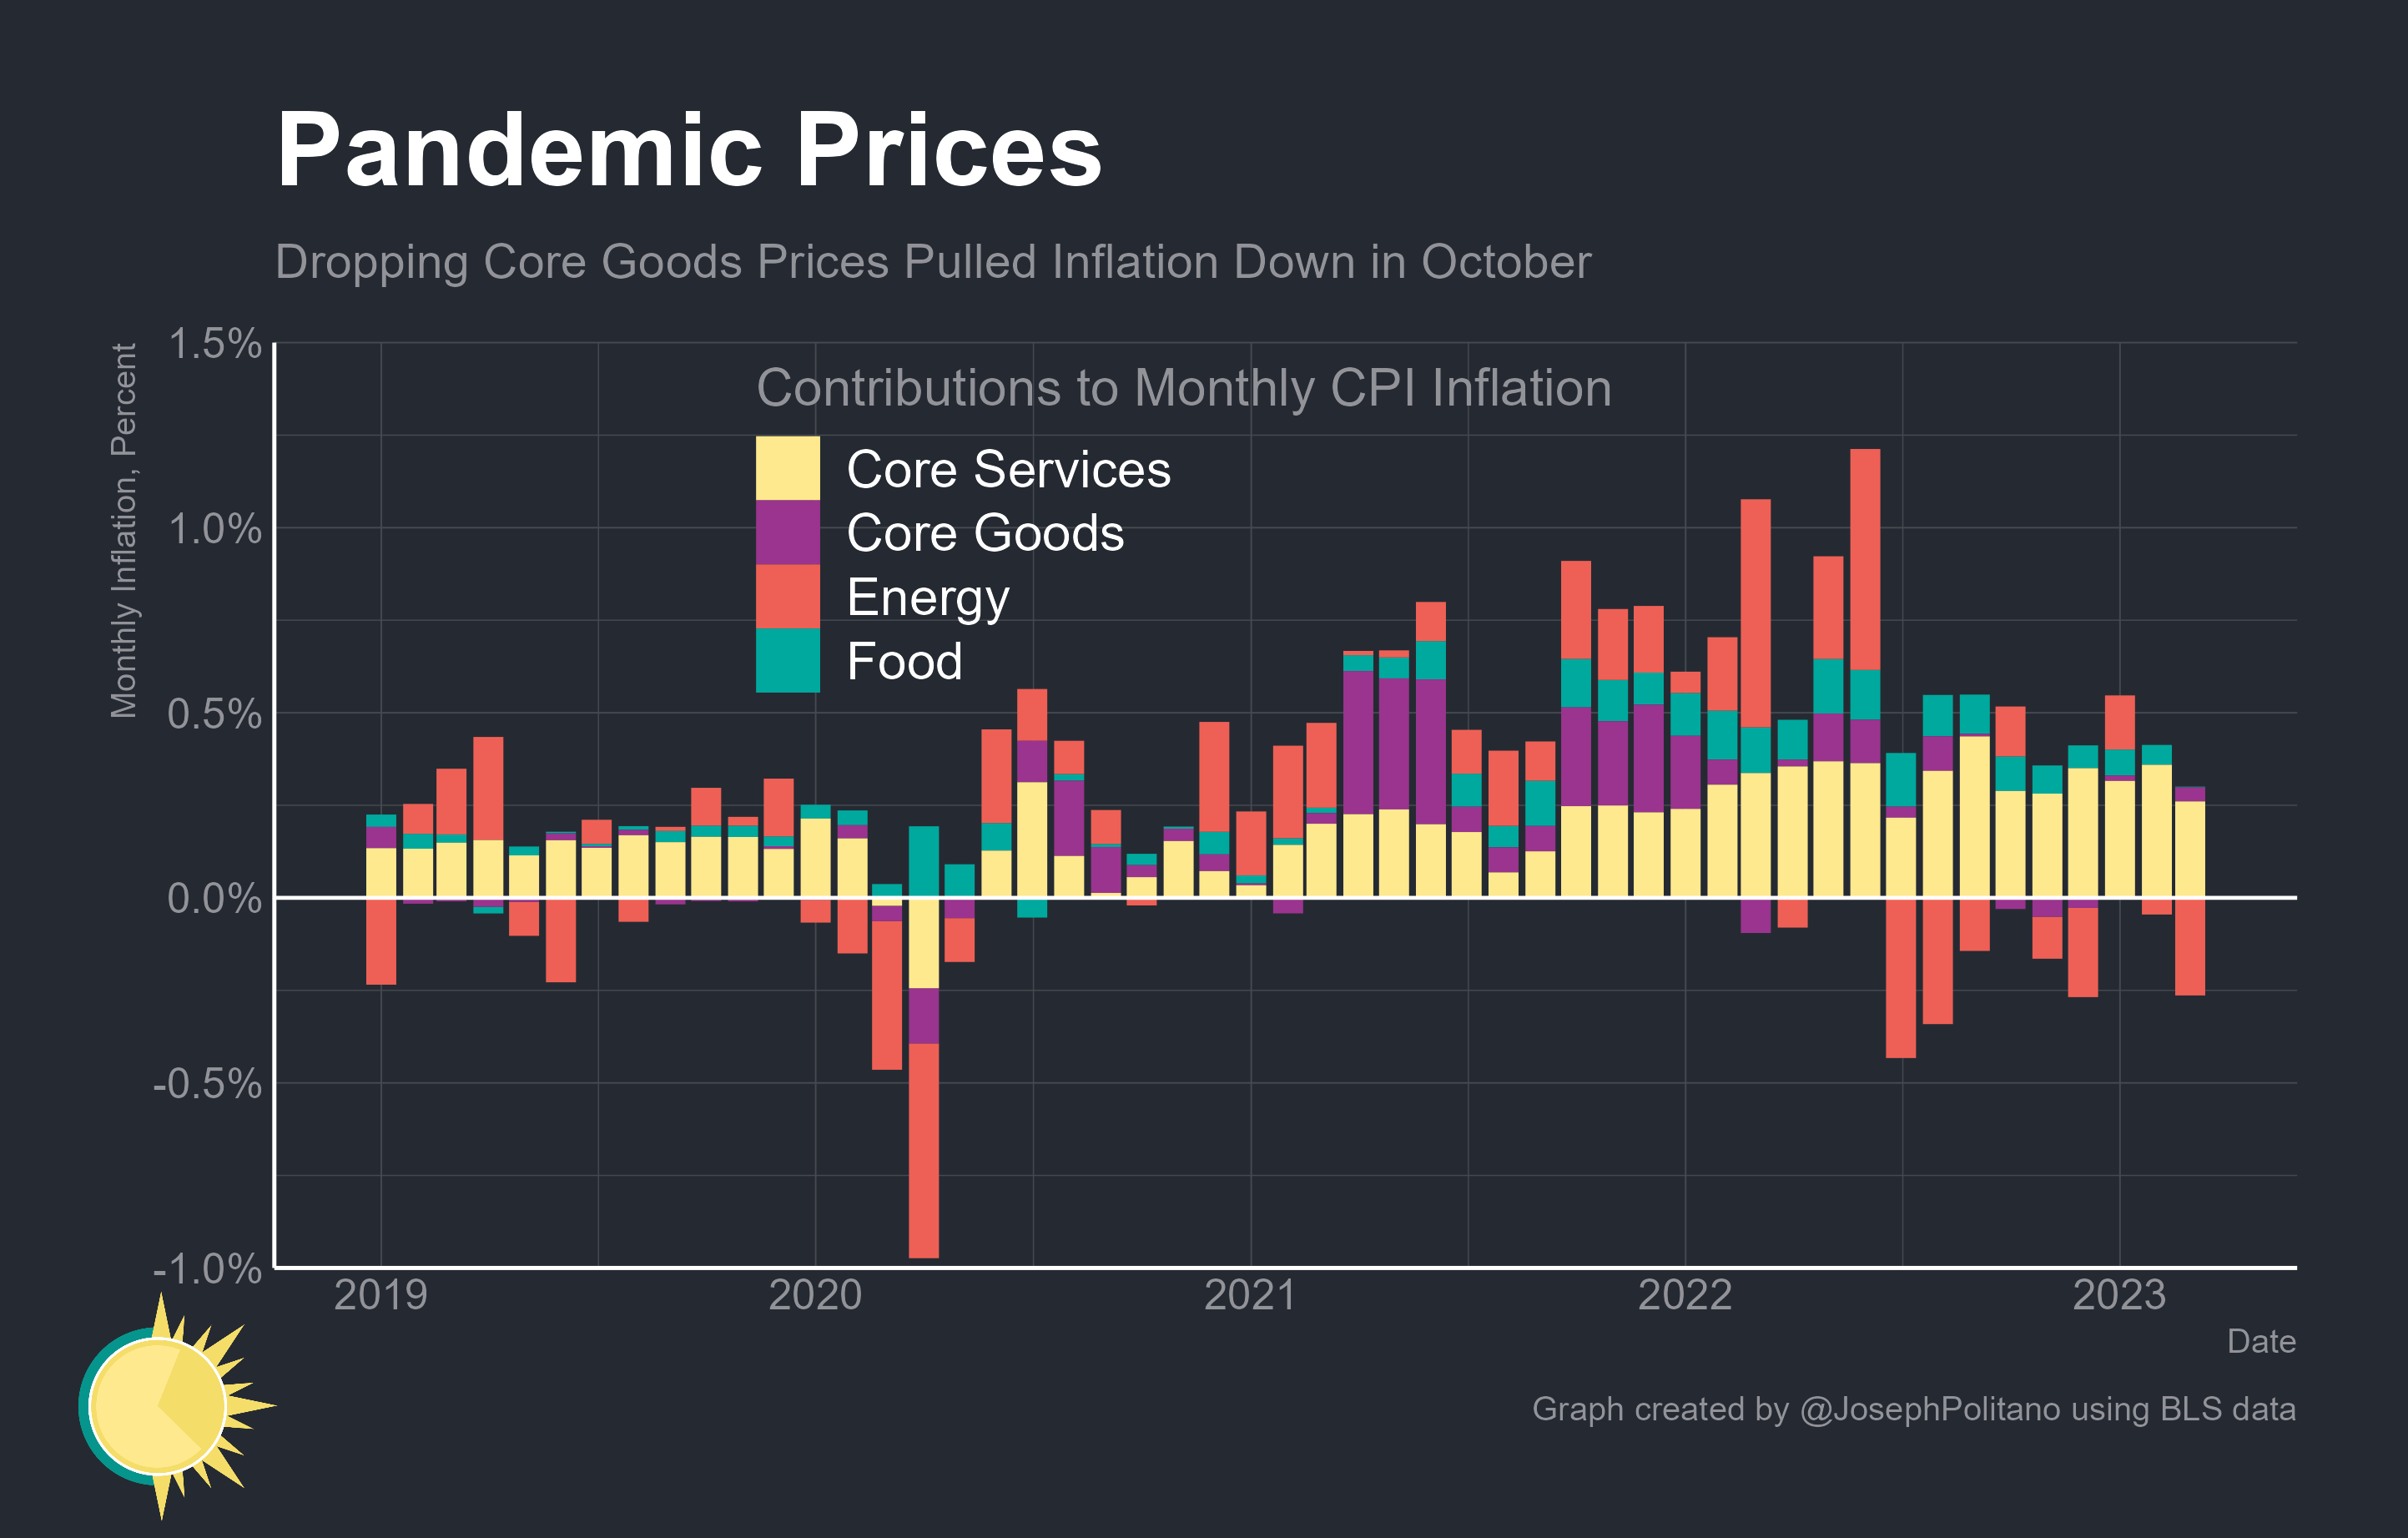 Pandemic Prices
Dropping Core Goods Prices Pulled Inflation Down in October
Monthly Inflation, Percent
1.5%
1.0%
0.5%
0.0%
-0.5%
-1.0%
Contributions to Monthly CPI Inflation
Core Services
Core Goods
Energy
Food
2019 2020 2021 2022 2023
Date
Graph created by @JosephPolitano using BLS data